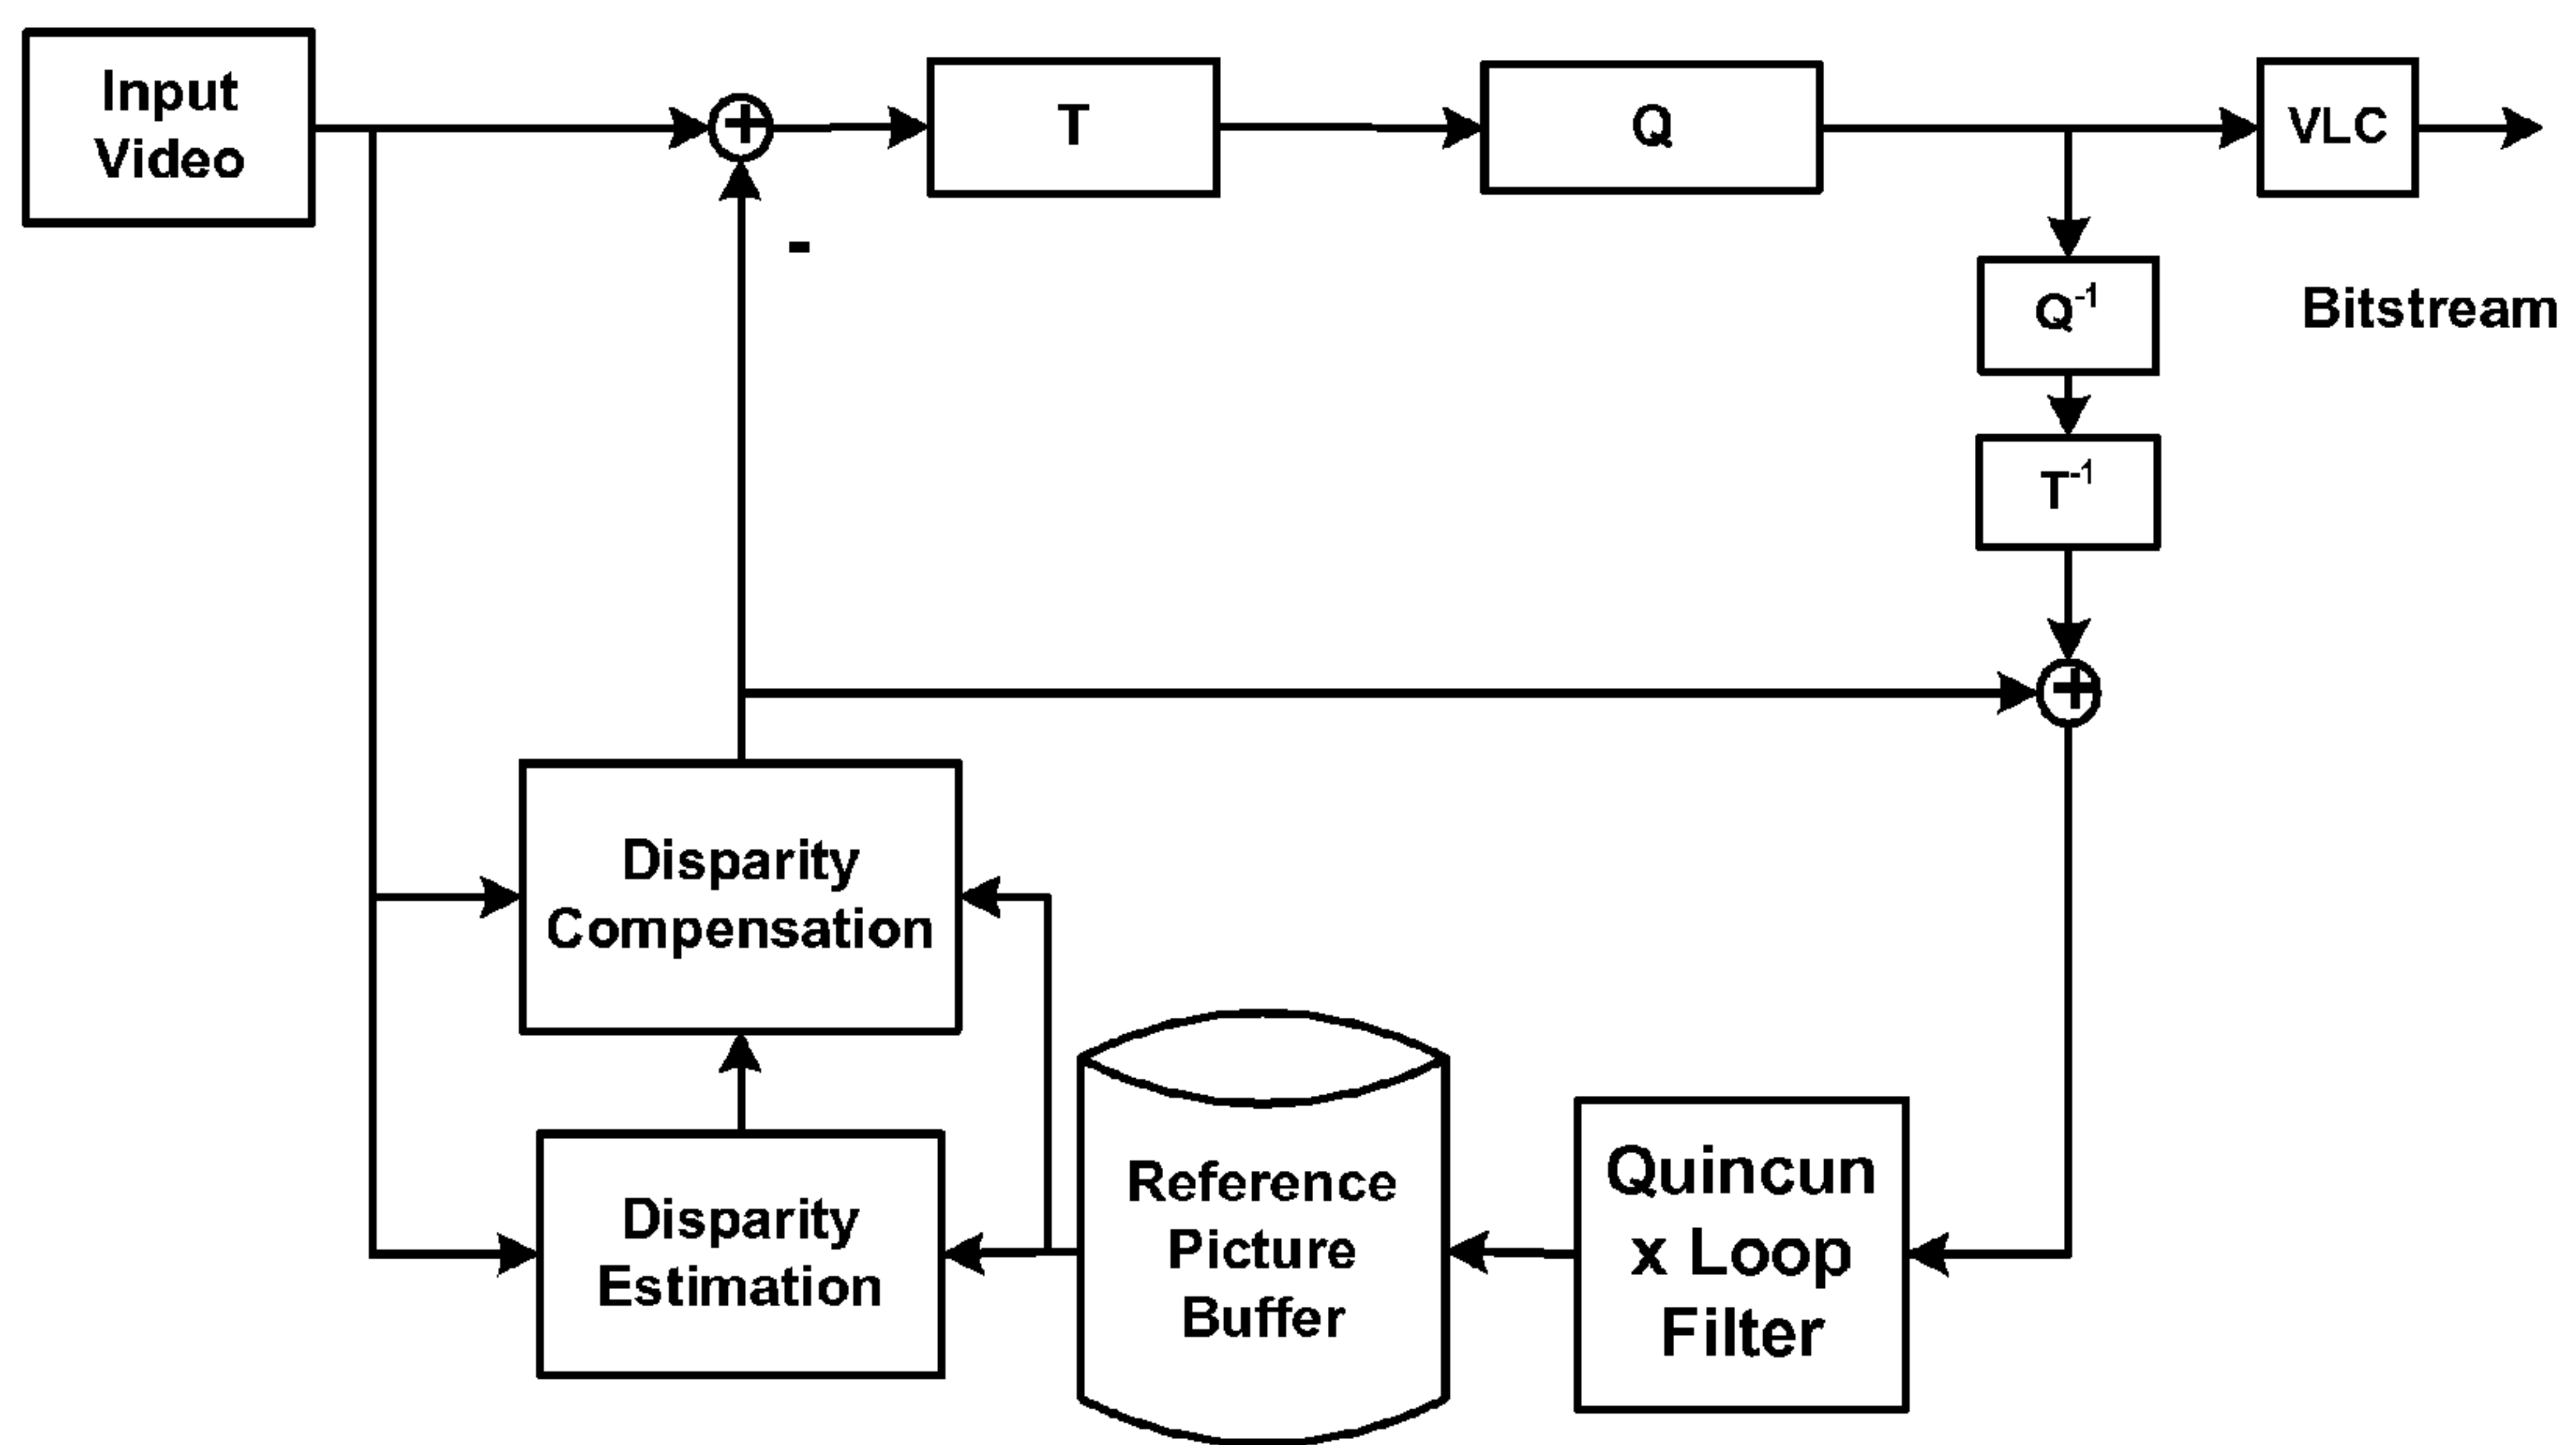 Input
Video
+
T
Q
VLC
-
Q⁻¹
Bitstream
T⁻¹
+
Disparity
Compensation
Disparity
Estimation
Reference
Picture
Buffer
Quincun
x Loop
Filter